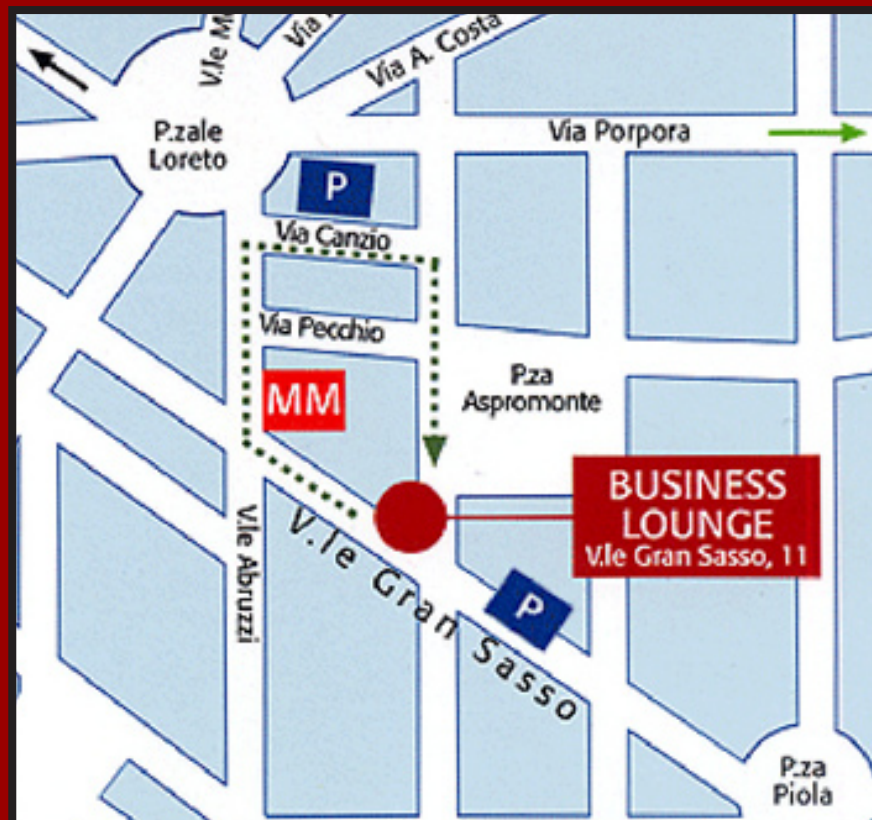 V.le Mo
Via
Via A. Costa
P.zale
Loreto
Via Porpora
P
Via Canzio
Via Pecchio
P.za
Aspromonte
MM
BUSINESS
LOUNGE
V.le Gran Sasso, 11
V.le Gran Sasso
V.le Abruzzi
P
P.za
Piola